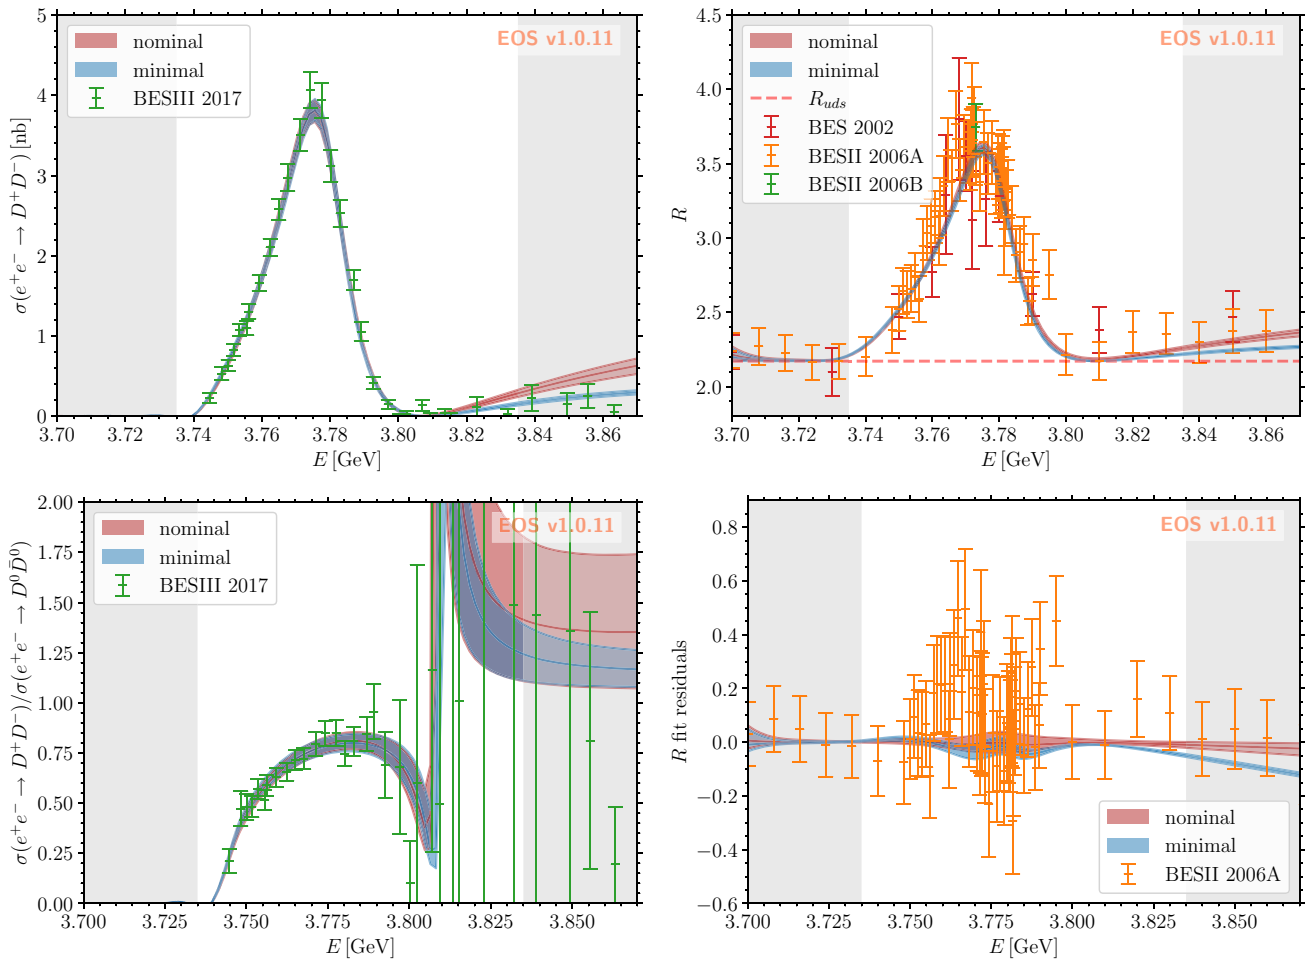 5
4
3
2
1
0
σ(e⁺e⁻ → D⁺D⁻) [nb]
nominal
minimal
BESIII 2017
EOS v1.0.11
3.70 3.72 3.74 3.76 3.78 3.80 3.82 3.84 3.86
E [GeV]
4.5
4.0
3.5
3.0
2.5
2.0
R
nominal
minimal
R_{uds}
BES 2002
BESII 2006A
BESII 2006B
EOS v1.0.11
3.70 3.72 3.74 3.76 3.78 3.80 3.82 3.84 3.86
E [GeV]
2.00
1.75
1.50
1.25
1.00
0.75
0.50
0.25
0.00
σ(e⁺e⁻ → D⁺D⁻)/σ(e⁺e⁻ → D⁰D̄⁰)
nominal
minimal
BESIII 2017
EOS v1.0.11
3.700 3.725 3.750 3.775 3.800 3.825 3.850
E [GeV]
0.8
0.6
0.4
0.2
0.0
−0.2
−0.4
−0.6
R fit residuals
EOS v1.0.11
nominal
minimal
BESII 2006A
3.700 3.725 3.750 3.775 3.800 3.825 3.850
E [GeV]